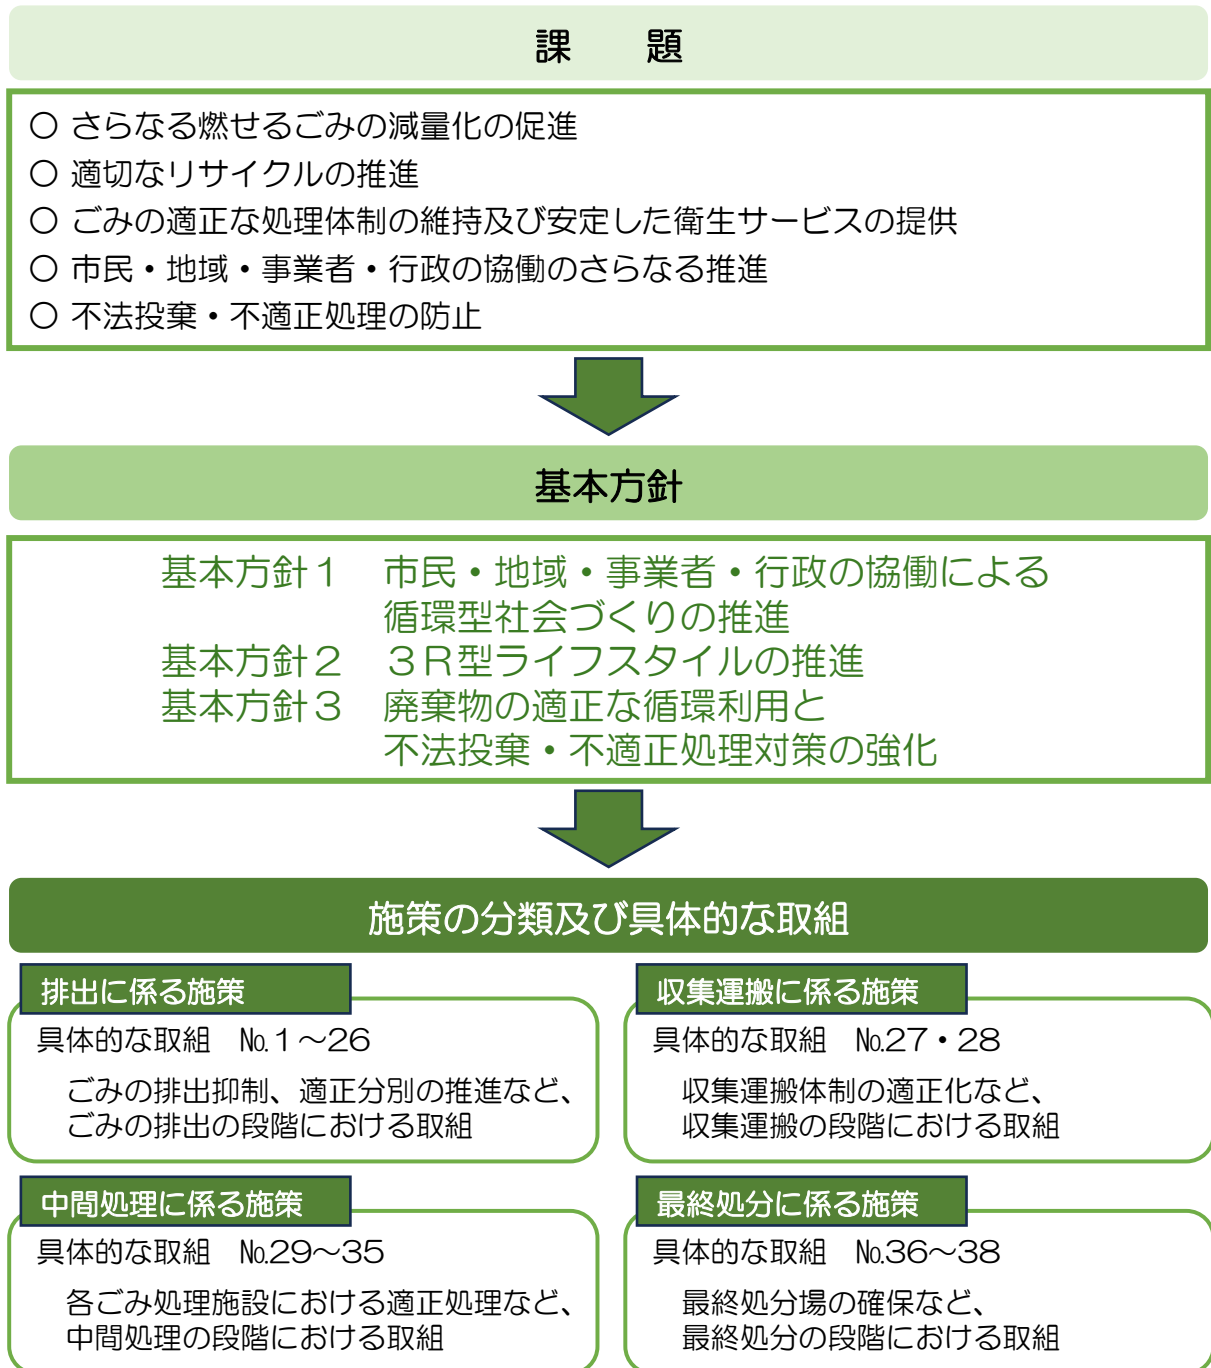 課　題
○ さらなる燃せるごみの減量化の促進
○ 適切なリサイクルの推進
○ ごみの適正な処理体制の維持及び安定した衛生サービスの提供
○ 市民・地域・事業者・行政の協働のさらなる推進
○ 不法投棄・不適正処理の防止
基本方針
基本方針１　市民・地域・事業者・行政の協働による
循環型社会づくりの推進
基本方針２　３Ｒ型ライフスタイルの推進
基本方針３　廃棄物の適正な循環利用と
不法投棄・不適正処理対策の強化
施策の分類及び具体的な取組
排出に係る施策
具体的な取組　№1～26
ごみの排出抑制、適正分別の推進など、
ごみの排出の段階における取組
収集運搬に係る施策
具体的な取組　№27・28
収集運搬体制の適正化など、
収集運搬の段階における取組
中間処理に係る施策
具体的な取組　№29～35
各ごみ処理施設における適正処理など、
中間処理の段階における取組
最終処分に係る施策
具体的な取組　№36～38
最終処分場の確保など、
最終処分の段階における取組